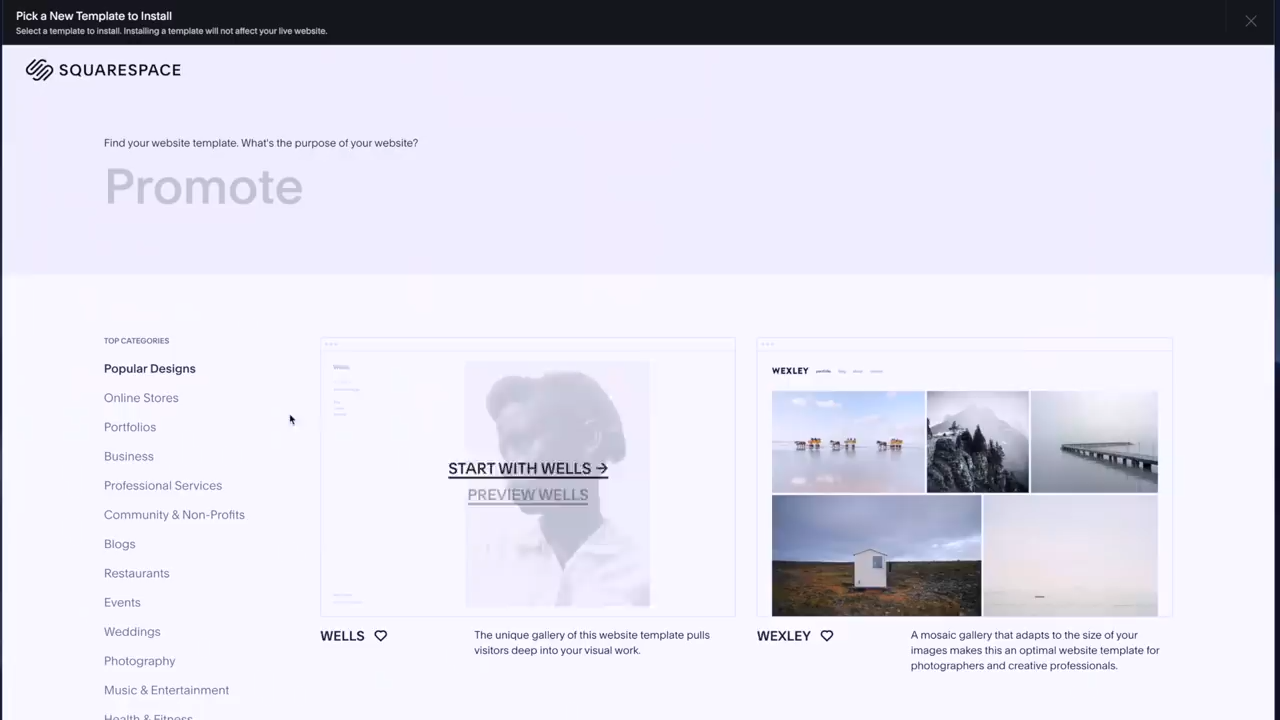 Pick a New Template to Install
Select a template to install. Installing a template will not affect your live website.
SQUARESPACE
Find your website template. What's the purpose of your website?
Promote
TOP CATEGORIES
Popular Designs
Online Stores
Portfolios
Business
Professional Services
Community & Non-Profits
Blogs
Restaurants
Events
Weddings
Photography
Music & Entertainment
Health & Fitness
Wells
START WITH WELLS →
PREVIEW WELLS
WELLS
The unique gallery of this website template pulls
visitors deep into your visual work.
WEXLEY
WEXLEY
A mosaic gallery that adapts to the size of your
images makes this an optimal website template for
photographers and creative professionals.